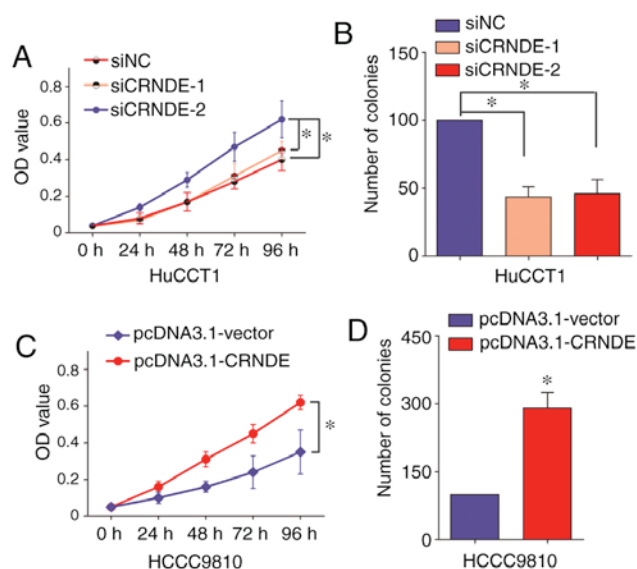 A
siNC
siCRNDE-1
siCRNDE-2
OD value
0.8
0.6
0.4
0.2
0
* *
0 h 24 h 48 h 72 h 96 h
HuCCT1
B
siNC
siCRNDE-1
siCRNDE-2
Number of colonies
150
100
50
0
*
*
HuCCT1
C
pcDNA3.1-vector
pcDNA3.1-CRNDE
OD value
0.8
0.6
0.4
0.2
0
*
0 h 24 h 48 h 72 h 96 h
HCCC9810
D
pcDNA3.1-vector
pcDNA3.1-CRNDE
Number of colonies
450
300
150
0
*
HCCC9810